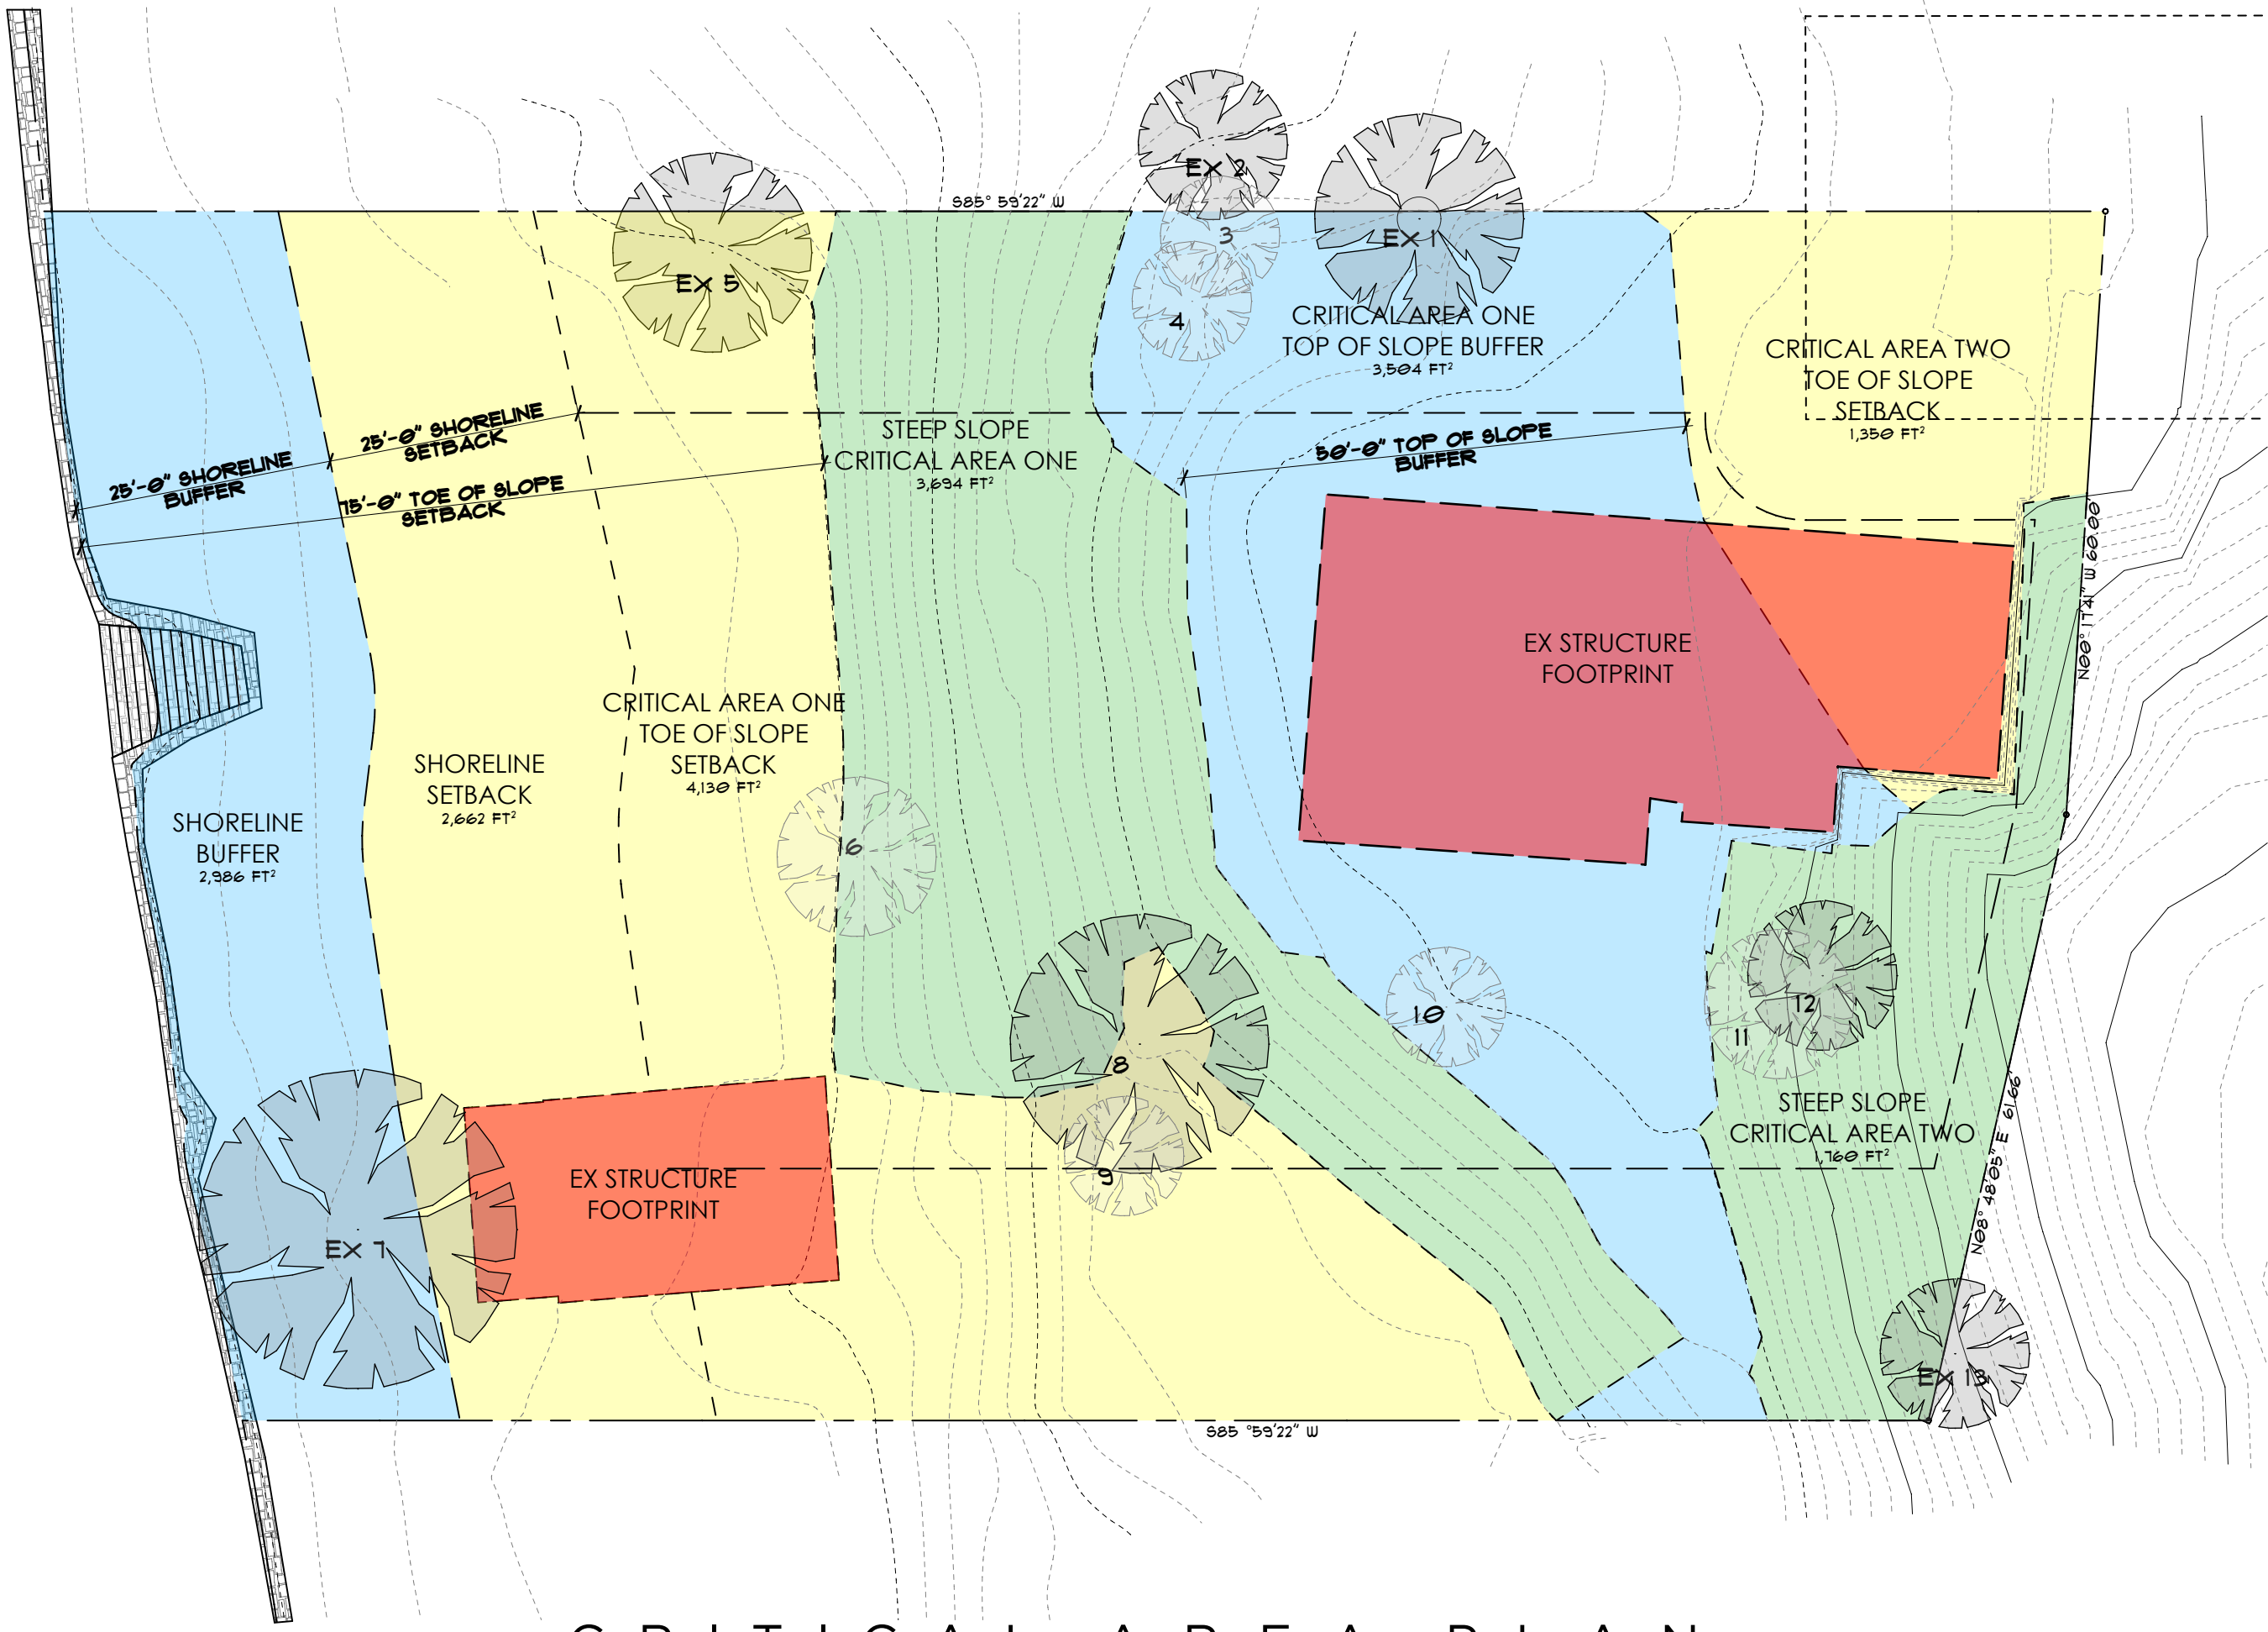 S85° 59'22" W
EX 2
3
EX 1
EX 5
4
CRITICAL AREA ONE
TOP OF SLOPE BUFFER
3,504 FT²
CRITICAL AREA TWO
TOE OF SLOPE
SETBACK
1,350 FT²
25'-0" SHORELINE
SETBACK
25'-0" SHORELINE
BUFFER
75'-0" TOE OF SLOPE
SETBACK
STEEP SLOPE
CRITICAL AREA ONE
3,694 FT²
50'-0" TOP OF SLOPE
BUFFER
N00° 17'41" W 60.00'
EX STRUCTURE
FOOTPRINT
CRITICAL AREA ONE
TOE OF SLOPE
SETBACK
4,130 FT²
SHORELINE
SETBACK
2,662 FT²
SHORELINE
BUFFER
2,986 FT²
16
10
12
11
8
9
STEEP SLOPE
CRITICAL AREA TWO
1,760 FT²
N08° 48'05" E 61.66'
EX STRUCTURE
FOOTPRINT
EX 7
EX 13
S85 °59'22" W
CRITICAL AREA PLAN